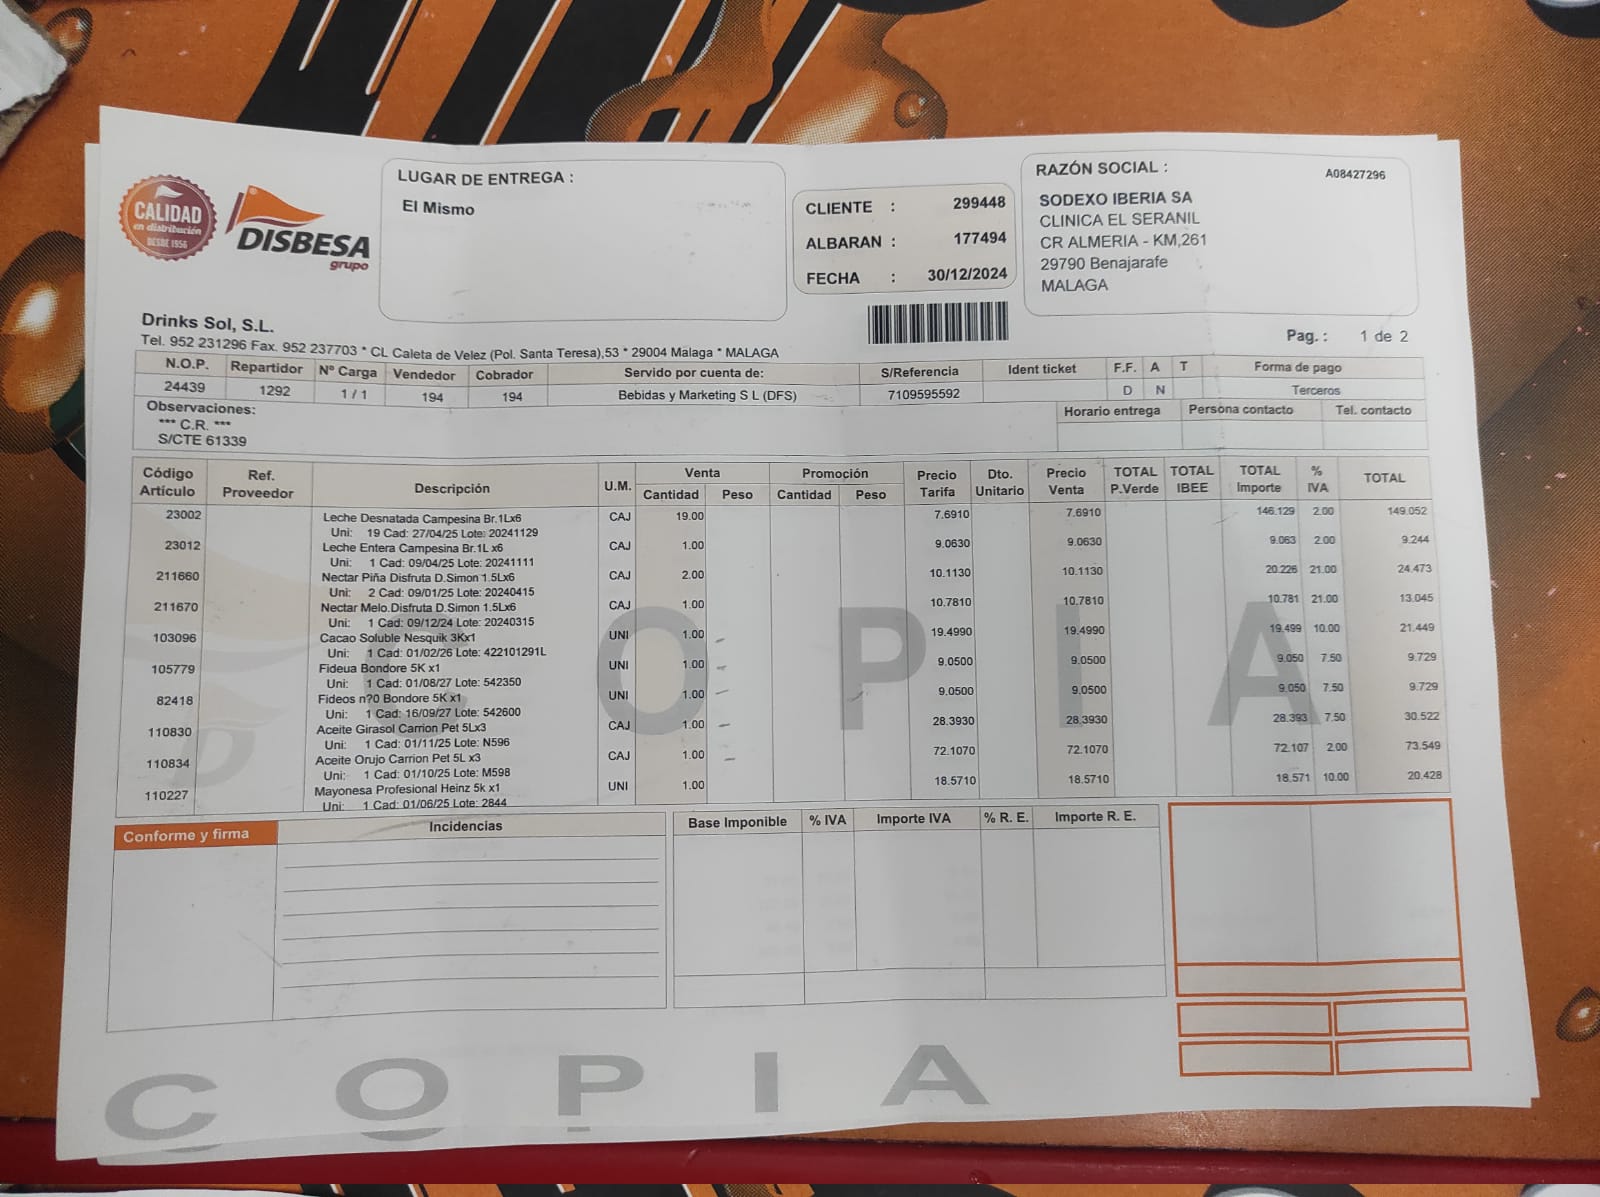 CALIDAD
en distribución
DESDE 1956
DISBESA
grupo
LUGAR DE ENTREGA :
El Mismo
CLIENTE : 299448
ALBARAN : 177494
FECHA : 30/12/2024
RAZÓN SOCIAL : A08427296
SODEXO IBERIA SA
CLINICA EL SERANIL
CR ALMERIA - KM,261
29790 Benajarafe
MALAGA
Pag. : 1 de 2
Drinks Sol, S.L.
Tel. 952 231296 Fax. 952 237703 * CL Caleta de Velez (Pol. Santa Teresa),53 * 29004 Malaga * MALAGA
N.O.P. Repartidor Nº Carga Vendedor Cobrador Servido por cuenta de: S/Referencia Ident ticket F.F. A T Forma de pago
24439 1292 1 / 1 194 194 Bebidas y Marketing S L (DFS) 7109595592 D N Terceros
Observaciones: Horario entrega Persona contacto Tel. contacto
*** C.R. ***
S/CTE 61339
Código Artículo Ref. Proveedor Descripción U.M. Venta Cantidad Peso Promoción Cantidad Peso Precio Tarifa Dto. Unitario Precio Venta TOTAL P.Verde TOTAL IBEE TOTAL Importe % IVA TOTAL
23002 Leche Desnatada Campesina Br.1Lx6 CAJ 19.00 7.6910 7.6910 146.129 2.00 149.052
Uni: 19 Cad: 27/04/25 Lote: 20241129
23012 Leche Entera Campesina Br.1L x6 CAJ 1.00 9.0630 9.0630 9.063 2.00 9.244
Uni: 1 Cad: 09/04/25 Lote: 20241111
211660 Nectar Piña Disfruta D.Simon 1.5Lx6 CAJ 2.00 10.1130 10.1130 20.226 21.00 24.473
Uni: 2 Cad: 09/01/25 Lote: 20240415
211670 Nectar Melo.Disfruta D.Simon 1.5Lx6 CAJ 1.00 10.7810 10.7810 10.781 21.00 13.045
Uni: 1 Cad: 09/12/24 Lote: 20240315
103096 Cacao Soluble Nesquik 3Kx1 UNI 1.00 19.4990 19.4990 19.499 10.00 21.449
Uni: 1 Cad: 01/02/26 Lote: 422101291L
105779 Fideua Bondore 5K x1 UNI 1.00 9.0500 9.0500 9.050 7.50 9.729
Uni: 1 Cad: 01/08/27 Lote: 542350
82418 Fideos n?0 Bondore 5K x1 UNI 1.00 9.0500 9.0500 9.050 7.50 9.729
Uni: 1 Cad: 16/09/27 Lote: 542600
110830 Aceite Girasol Carrion Pet 5Lx3 CAJ 1.00 28.3930 28.3930 28.393 7.50 30.522
Uni: 1 Cad: 01/11/25 Lote: N596
110834 Aceite Orujo Carrion Pet 5L x3 CAJ 1.00 72.1070 72.1070 72.107 2.00 73.549
Uni: 1 Cad: 01/10/25 Lote: M598
110227 Mayonesa Profesional Heinz 5k x1 UNI 1.00 18.5710 18.5710 18.571 10.00 20.428
Uni: 1 Cad: 01/06/25 Lote: 2844
COPIA
Conforme y firma Incidencias Base Imponible % IVA Importe IVA % R. E. Importe R. E.
COPIA